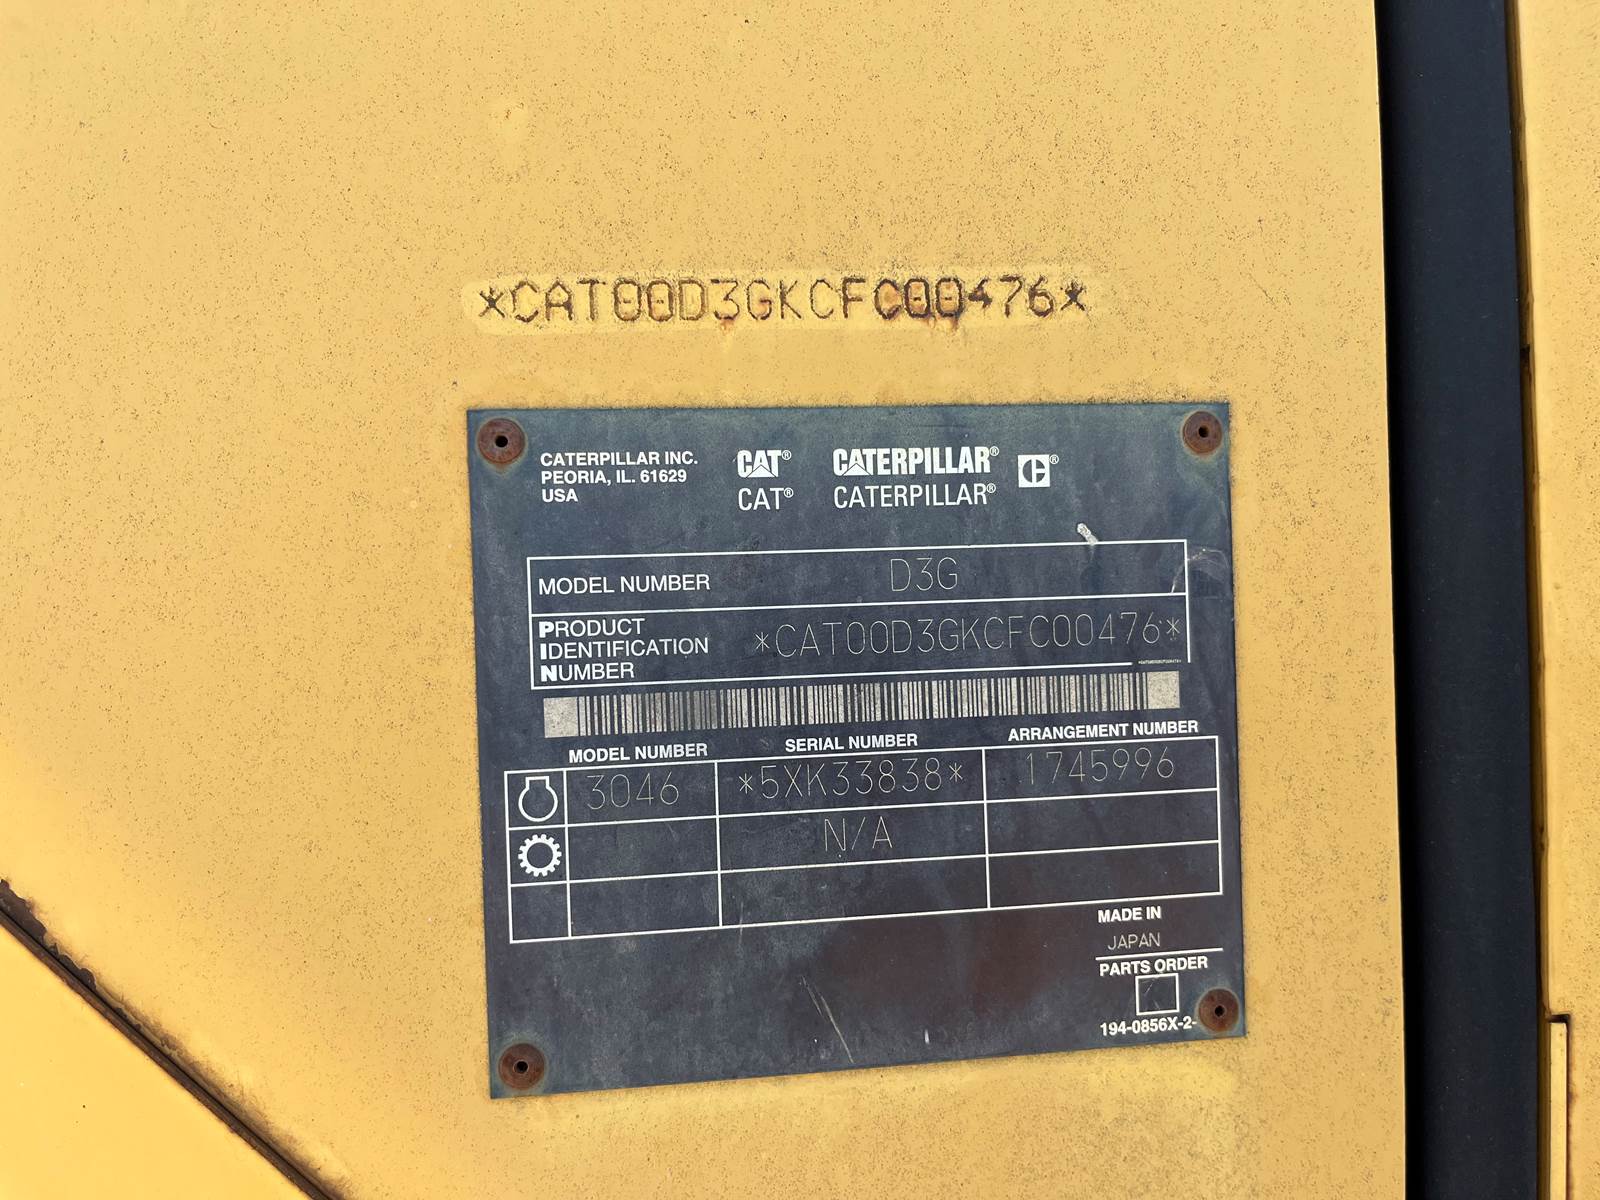 *CAT00D3GKCFC00476*
CATERPILLAR INC.
PEORIA, IL. 61629
USA
CAT® CATERPILLAR® C®
CAT® CATERPILLAR®
MODEL NUMBER D3G
PRODUCT
IDENTIFICATION
NUMBER
*CAT00D3GKCFC00476*
*CAT00D3GKCFC00476*
MODEL NUMBER SERIAL NUMBER ARRANGEMENT NUMBER
3046 *5XK33838* 1745996
N/A
MADE IN
JAPAN
PARTS ORDER
194-0856X-2-